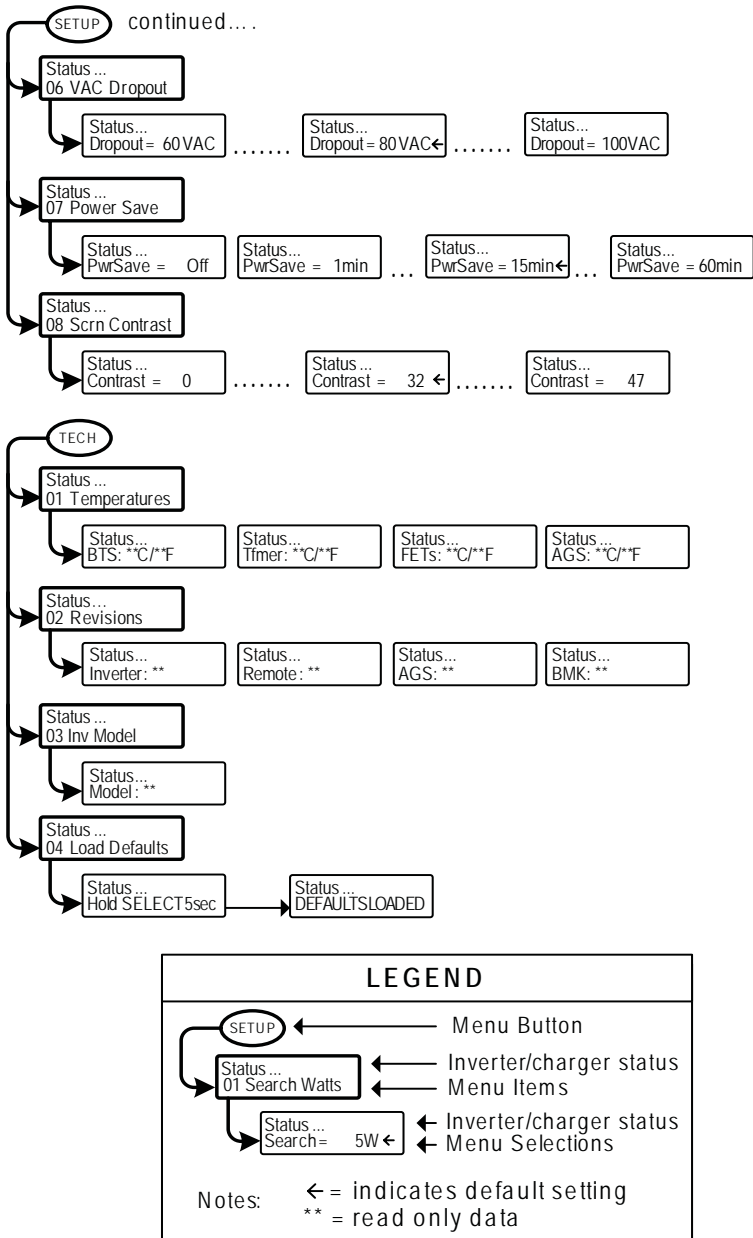 SETUP continued....
Status...
06 VAC Dropout
Status...
Dropout = 60 VAC
.......
Status...
Dropout = 80 VAC←
.......
Status...
Dropout = 100VAC
Status...
07 Power Save
Status...
PwrSave = Off
Status...
PwrSave = 1min
...
Status...
PwrSave = 15min←
...
Status...
PwrSave = 60min
Status...
08 Scrn Contrast
Status...
Contrast = 0
.......
Status...
Contrast = 32 ←
.......
Status...
Contrast = 47
TECH
Status...
01 Temperatures
Status...
BTS: **C/**F
Status...
Tfmer: **C/**F
Status...
FETs: **C/**F
Status...
AGS: **C/**F
Status...
02 Revisions
Status...
Inverter: **
Status...
Remote: **
Status...
AGS: **
Status...
BMK: **
Status...
03 Inv Model
Status...
Model: **
Status...
04 Load Defaults
Status...
Hold SELECT5sec
Status...
DEFAULTSLOADED
LEGEND
SETUP
Menu Button
Status...
01 Search Watts
Inverter/charger status
Menu Items
Status...
Search = 5W ←
Inverter/charger status
Menu Selections
Notes: ← = indicates default setting
** = read only data